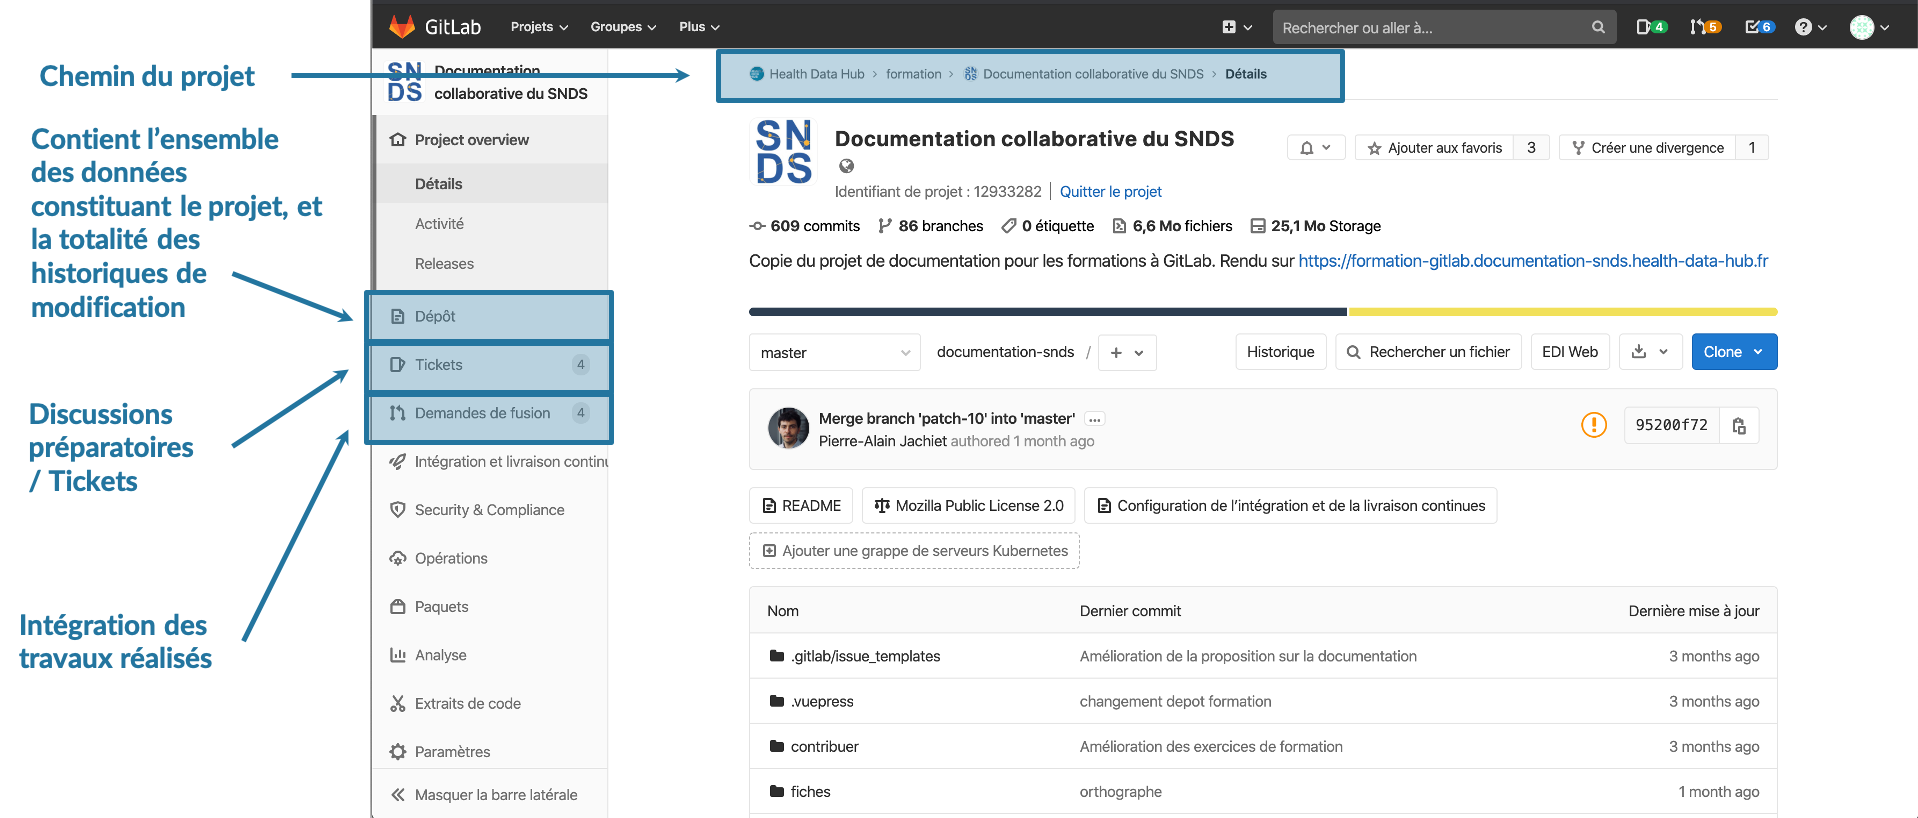 GitLab Projets Groupes Plus Rechercher ou aller à... 4 5 6 ?
Chemin du projet
Contient l'ensemble
des données
constituant le projet, et
la totalité des
historiques de
modification
Discussions
préparatoires
/ Tickets
Intégration des
travaux réalisés
SNDS
Documentation
collaborative du SNDS
Project overview
Détails
Activité
Releases
Dépôt
Tickets 4
Demandes de fusion 4
Intégration et livraison continu
Security & Compliance
Opérations
Paquets
Analyse
Extraits de code
Paramètres
Masquer la barre latérale
Health Data Hub › formation › Documentation collaborative du SNDS › Détails
SNDS
Documentation collaborative du SNDS
Identifiant de projet : 12933282 | Quitter le projet
Ajouter aux favoris 3 Créer une divergence 1
609 commits 86 branches 0 étiquette 6,6 Mo fichiers 25,1 Mo Storage
Copie du projet de documentation pour les formations à GitLab. Rendu sur https://formation-gitlab.documentation-snds.health-data-hub.fr
master documentation-snds / + Historique Rechercher un fichier EDI Web Clone
Merge branch 'patch-10' into 'master' ...
Pierre-Alain Jachiet authored 1 month ago
! 95200f72
README Mozilla Public License 2.0 Configuration de l'intégration et de la livraison continues
Ajouter une grappe de serveurs Kubernetes
Nom Dernier commit Dernière mise à jour
.gitlab/issue_templates Amélioration de la proposition sur la documentation 3 months ago
.vuepress changement depot formation 3 months ago
contribuer Amélioration des exercices de formation 3 months ago
fiches orthographe 1 month ago